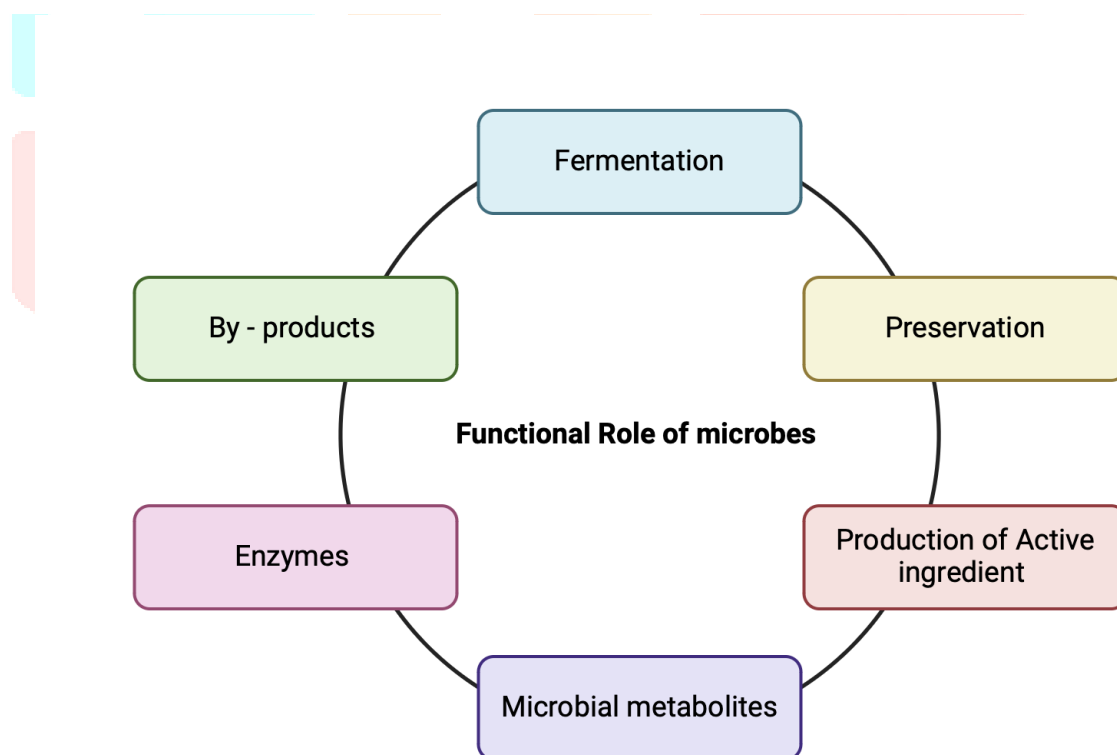 Fermentation
By - products
Preservation
Functional Role of microbes
Enzymes
Production of Active
ingredient
Microbial metabolites